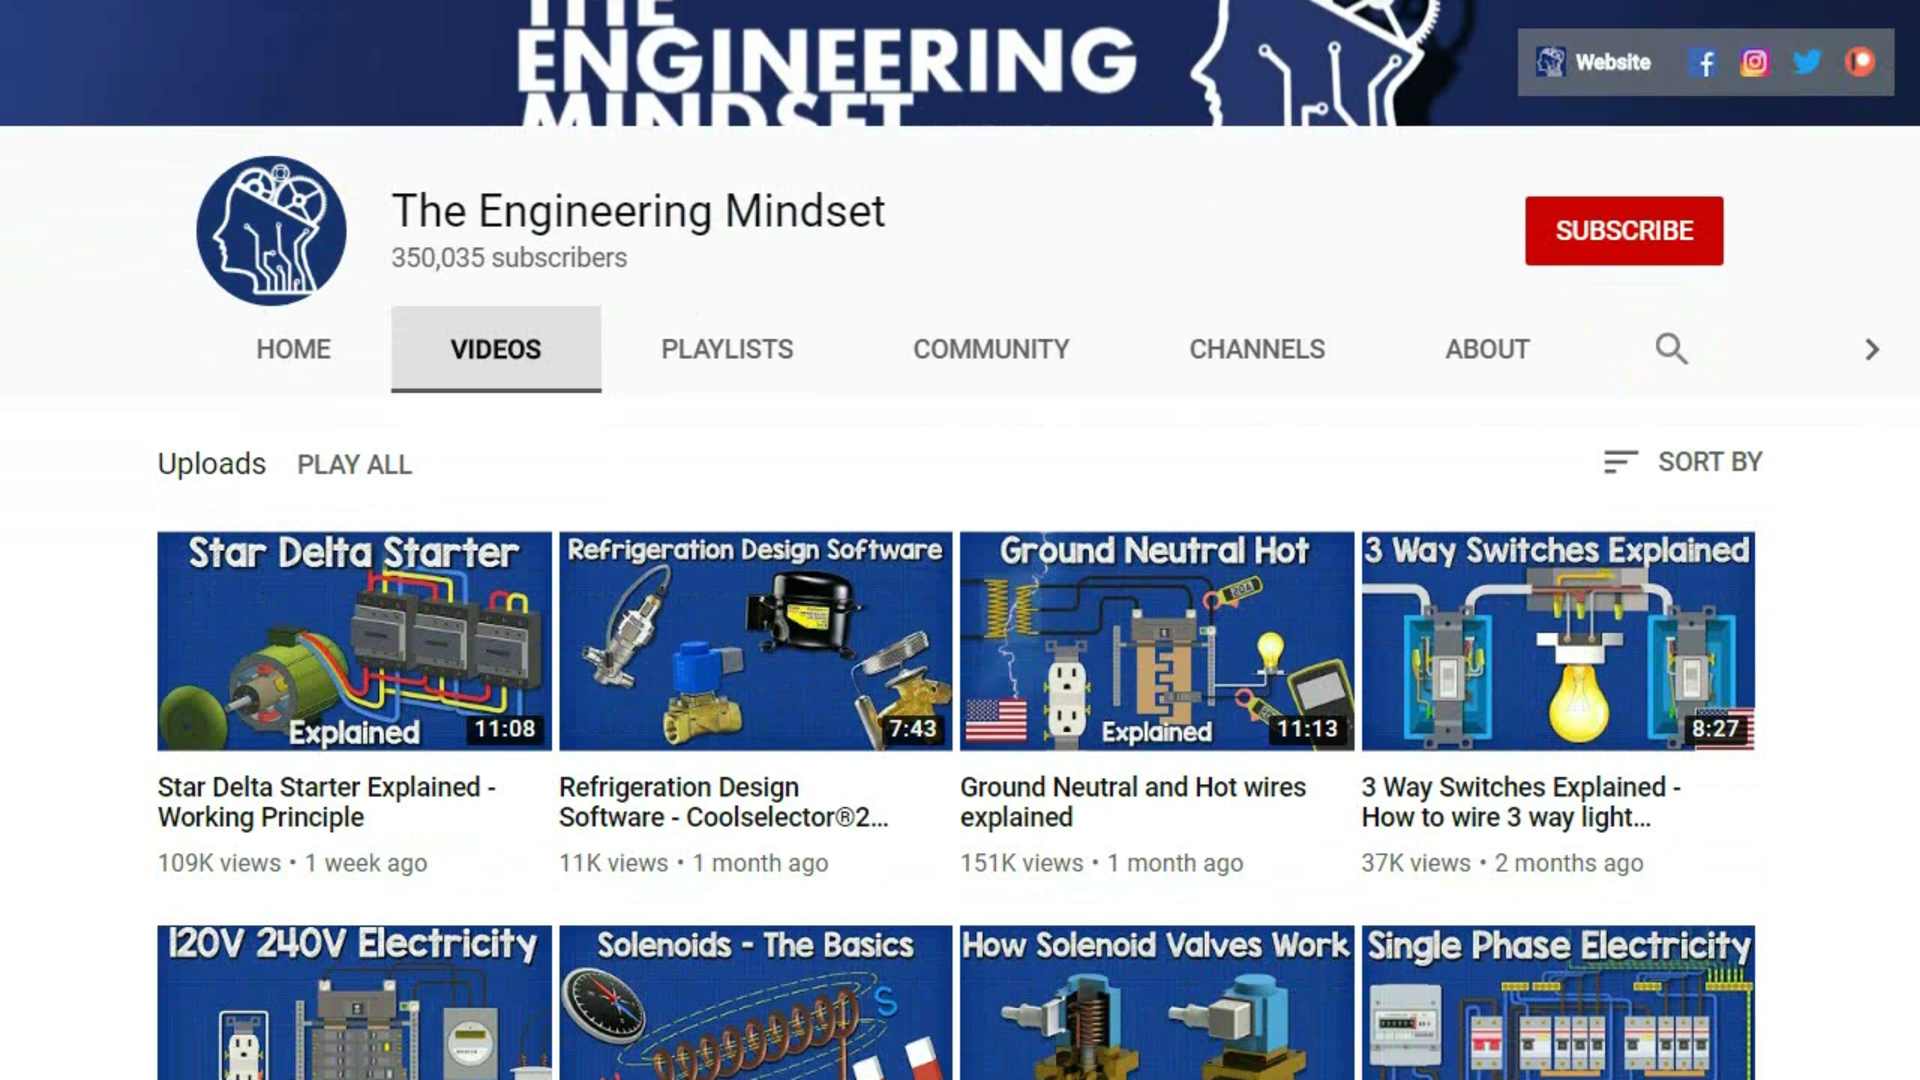 THE
ENGINEERING
MINDSET
Website
The Engineering Mindset
350,035 subscribers
SUBSCRIBE
HOME
VIDEOS
PLAYLISTS
COMMUNITY
CHANNELS
ABOUT
Uploads
PLAY ALL
SORT BY
Star Delta Starter
Explained
11:08
Refrigeration Design Software
7:43
Ground Neutral Hot
Explained
11:13
3 Way Switches Explained
8:27
Star Delta Starter Explained -
Working Principle
109K views • 1 week ago
Refrigeration Design
Software - Coolselector®2...
11K views • 1 month ago
Ground Neutral and Hot wires
explained
151K views • 1 month ago
3 Way Switches Explained -
How to wire 3 way light...
37K views • 2 months ago
120V 240V Electricity
Solenoids - The Basics
S
How Solenoid Valves Work
Single Phase Electricity